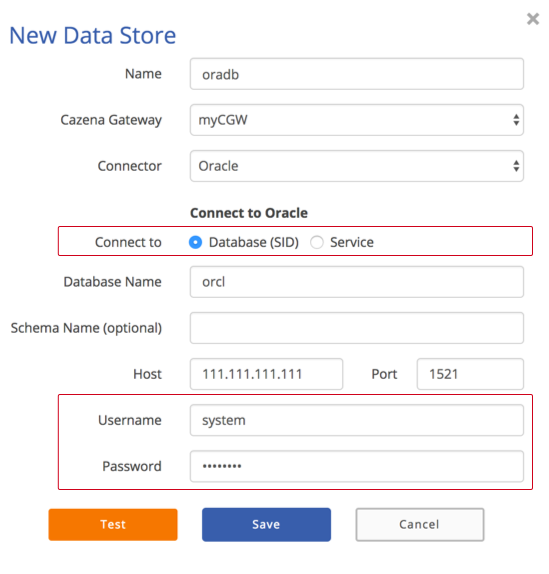 ×
New Data Store
Name oradb
Cazena Gateway myCGW
Connector Oracle
Connect to Oracle
Connect to Database (SID) Service
Database Name orcl
Schema Name (optional)
Host 111.111.111.111 Port 1521
Username system
Password ••••••••
Test Save Cancel